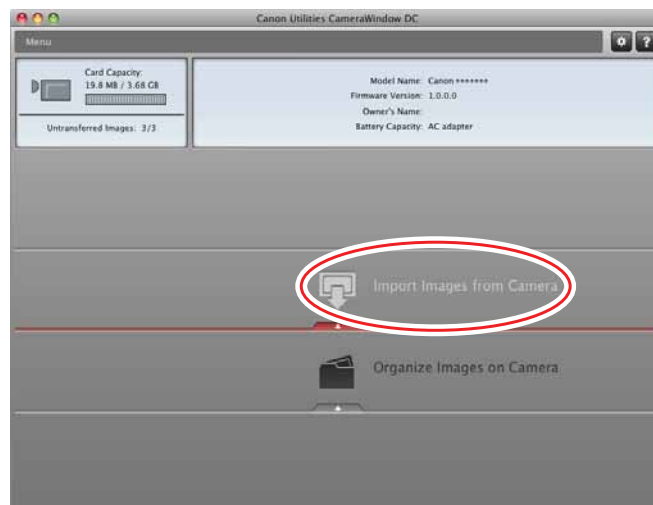 Canon Utilities CameraWindow DC
Menu
?
Card Capacity:
19.8 MB / 3.68 GB
Untransferred Images: 3/3
Model Name: Canon *******
Firmware Version: 1.0.0.0
Owner's Name:
Battery Capacity: AC adapter
Import Images from Camera
Organize Images on Camera